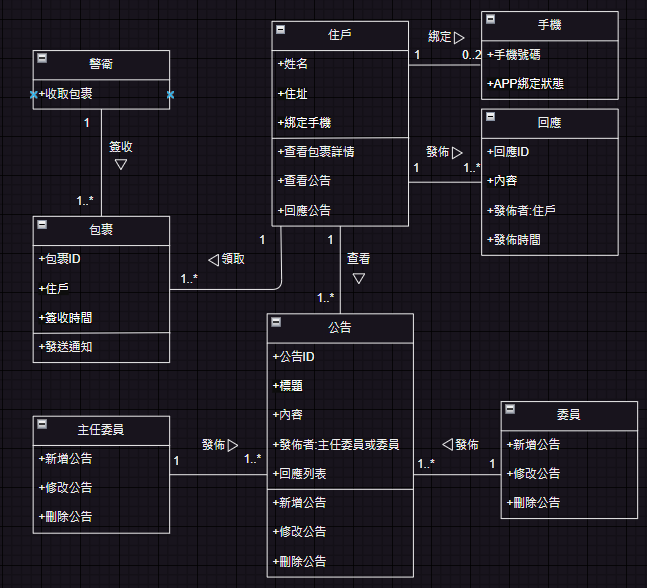 警衛
+收取包裹
1
簽收
1..*
包裹
+包裹ID
+住戶
+簽收時間
+發送通知
住戶
+姓名
+住址
+綁定手機
+查看包裹詳情
+查看公告
+回應公告
綁定
1
0..2
手機
+手機號碼
+APP綁定狀態
發佈
1
1..*
回應
+回應ID
+內容
+發佈者:住戶
+發佈時間
1
領取
1..*
1
查看
1..*
公告
+公告ID
+標題
+內容
+發佈者:主任委員或委員
+回應列表
+新增公告
+修改公告
+刪除公告
主任委員
+新增公告
+修改公告
+刪除公告
發佈
1
1..*
發佈
1..*
1
委員
+新增公告
+修改公告
+刪除公告